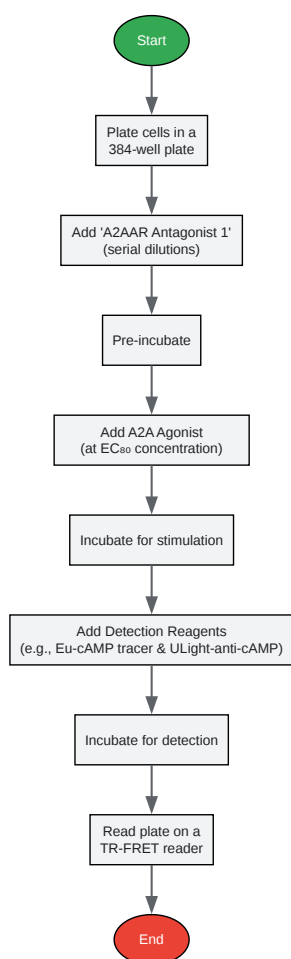 Start
Plate cells in a
384-well plate
Add 'A2AAR Antagonist 1'
(serial dilutions)
Pre-incubate
Add A2A Agonist
(at EC₈₀ concentration)
Incubate for stimulation
Add Detection Reagents
(e.g., Eu-cAMP tracer & ULight-anti-cAMP)
Incubate for detection
Read plate on a
TR-FRET reader
End